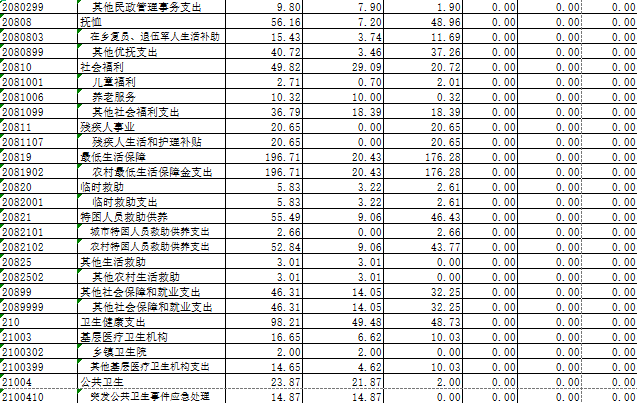 2080299 其他民政管理事务支出 9.80 7.90 1.90 0.00 0.00 0.00
20808 抚恤 56.16 7.20 48.96 0.00 0.00 0.00
2080803 在乡复员、退伍军人生活补助 15.43 3.74 11.69 0.00 0.00 0.00
2080899 其他优抚支出 40.72 3.46 37.26 0.00 0.00 0.00
20810 社会福利 49.82 29.09 20.72 0.00 0.00 0.00
2081001 儿童福利 2.71 0.70 2.01 0.00 0.00 0.00
2081006 养老服务 10.32 10.00 0.32 0.00 0.00 0.00
2081099 其他社会福利支出 36.79 18.39 18.39 0.00 0.00 0.00
20811 残疾人事业 20.65 0.00 20.65 0.00 0.00 0.00
2081107 残疾人生活和护理补贴 20.65 0.00 20.65 0.00 0.00 0.00
20819 最低生活保障 196.71 20.43 176.28 0.00 0.00 0.00
2081902 农村最低生活保障金支出 196.71 20.43 176.28 0.00 0.00 0.00
20820 临时救助 5.83 3.22 2.61 0.00 0.00 0.00
2082001 临时救助支出 5.83 3.22 2.61 0.00 0.00 0.00
20821 特困人员救助供养 55.49 9.06 46.43 0.00 0.00 0.00
2082101 城市特困人员救助供养支出 2.66 0.00 2.66 0.00 0.00 0.00
2082102 农村特困人员救助供养支出 52.84 9.06 43.77 0.00 0.00 0.00
20825 其他生活救助 3.01 3.01 0.00 0.00 0.00 0.00
2082502 其他农村生活救助 3.01 3.01 0.00 0.00 0.00 0.00
20899 其他社会保障和就业支出 46.31 14.05 32.25 0.00 0.00 0.00
2089999 其他社会保障和就业支出 46.31 14.05 32.25 0.00 0.00 0.00
210 卫生健康支出 98.21 49.48 48.73 0.00 0.00 0.00
21003 基层医疗卫生机构 16.65 6.62 10.03 0.00 0.00 0.00
2100302 乡镇卫生院 2.00 2.00 0.00 0.00 0.00 0.00
2100399 其他基层医疗卫生机构支出 14.65 4.62 10.03 0.00 0.00 0.00
21004 公共卫生 23.87 21.87 2.00 0.00 0.00 0.00
2100410 突发公共卫生事件应急处理 14.87 14.87 0.00 0.00 0.00 0.00